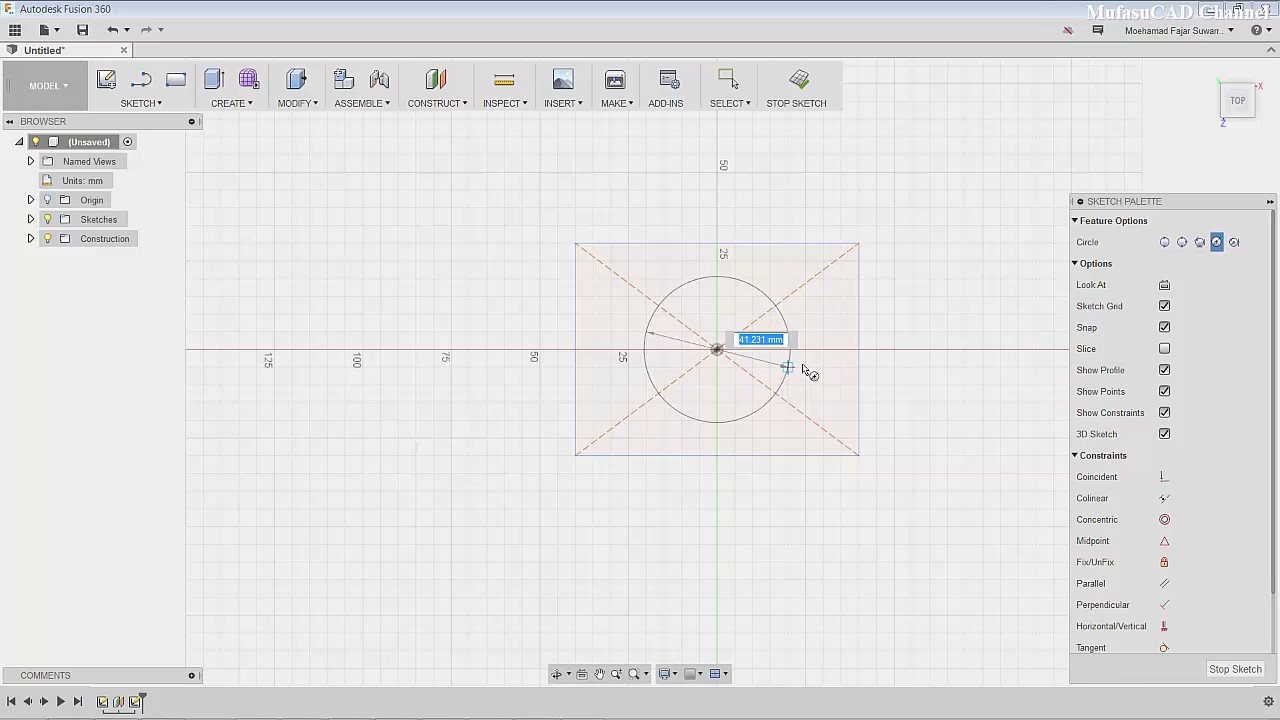 Autodesk Fusion 360
MufasuCAD Channel
Moehamad Fajar Suwan...
Untitled*
MODEL
SKETCH
CREATE
MODIFY
ASSEMBLE
CONSTRUCT
INSPECT
INSERT
MAKE
ADD-INS
SELECT
STOP SKETCH
BROWSER
(Unsaved)
Named Views
Units: mm
Origin
Sketches
Construction
TOP
X
Z
50
25
125
100
75
50
25
41.231 mm
SKETCH PALETTE
Feature Options
Circle
Options
Look At
Sketch Grid
Snap
Slice
Show Profile
Show Points
Show Constraints
3D Sketch
Constraints
Coincident
Colinear
Concentric
Midpoint
Fix/UnFix
Parallel
Perpendicular
Horizontal/Vertical
Tangent
Stop Sketch
COMMENTS